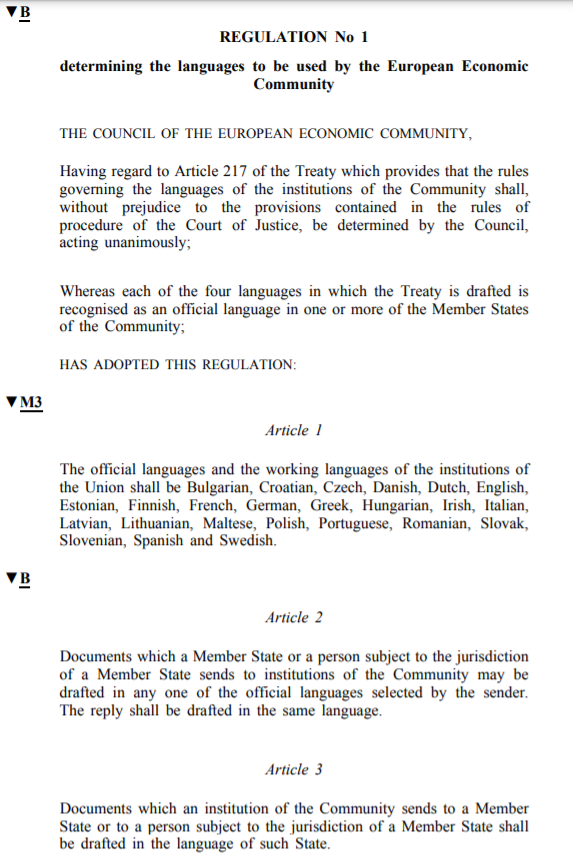 ▼B
REGULATION No 1
determining the languages to be used by the European Economic
Community
THE COUNCIL OF THE EUROPEAN ECONOMIC COMMUNITY,
Having regard to Article 217 of the Treaty which provides that the rules
governing the languages of the institutions of the Community shall,
without prejudice to the provisions contained in the rules of
procedure of the Court of Justice, be determined by the Council,
acting unanimously;
Whereas each of the four languages in which the Treaty is drafted is
recognised as an official language in one or more of the Member States
of the Community;
HAS ADOPTED THIS REGULATION:
▼M3
Article 1
The official languages and the working languages of the institutions of
the Union shall be Bulgarian, Croatian, Czech, Danish, Dutch, English,
Estonian, Finnish, French, German, Greek, Hungarian, Irish, Italian,
Latvian, Lithuanian, Maltese, Polish, Portuguese, Romanian, Slovak,
Slovenian, Spanish and Swedish.
▼B
Article 2
Documents which a Member State or a person subject to the jurisdiction
of a Member State sends to institutions of the Community may be
drafted in any one of the official languages selected by the sender.
The reply shall be drafted in the same language.
Article 3
Documents which an institution of the Community sends to a Member
State or to a person subject to the jurisdiction of a Member State shall
be drafted in the language of such State.